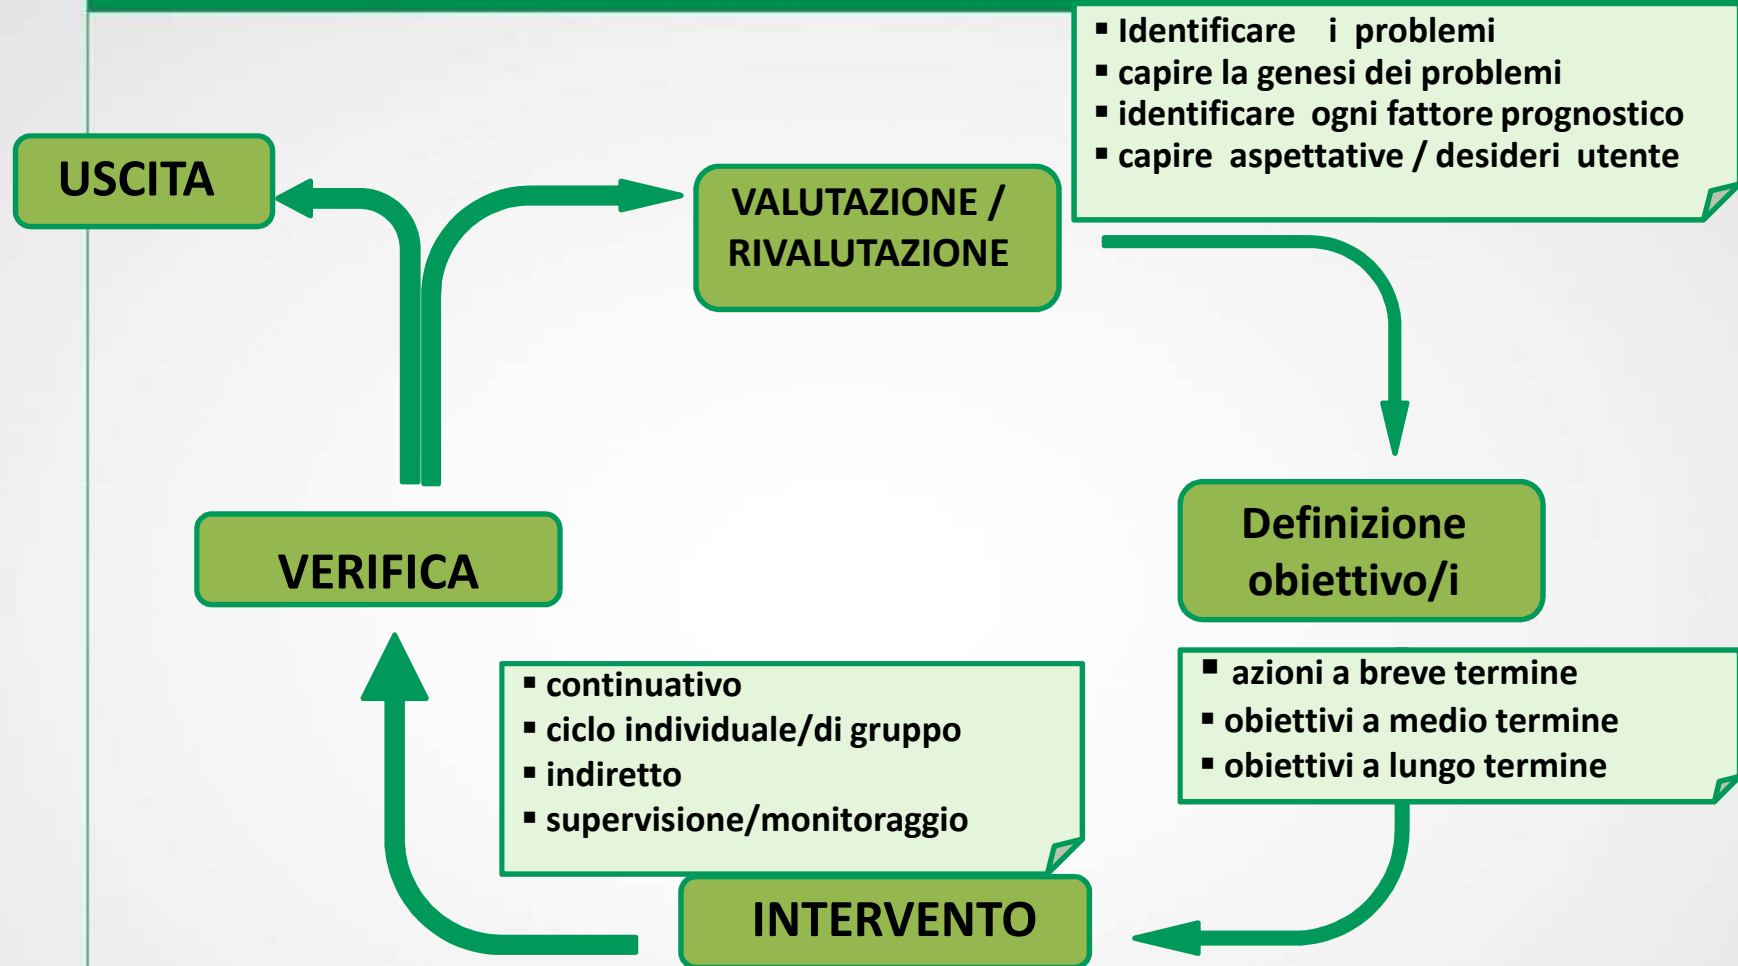 ▪ Identificare i problemi
▪ capire la genesi dei problemi
▪ identificare ogni fattore prognostico
▪ capire aspettative / desideri utente
USCITA
VALUTAZIONE /
RIVALUTAZIONE
Definizione
obiettivo/i
VERIFICA
▪ azioni a breve termine
▪ obiettivi a medio termine
▪ obiettivi a lungo termine
▪ continuativo
▪ ciclo individuale/di gruppo
▪ indiretto
▪ supervisione/monitoraggio
INTERVENTO